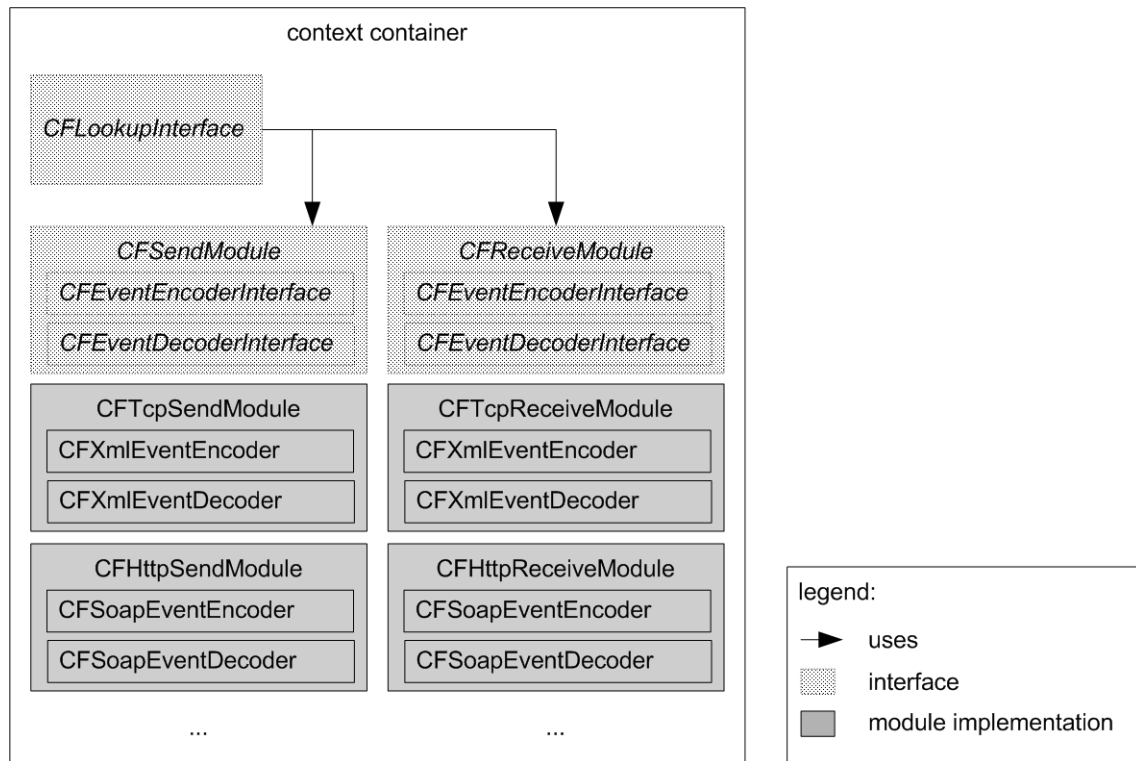 context container
CFLookupInterface
CFSendModule
CFEventEncoderInterface
CFEventDecoderInterface
CFReceiveModule
CFEventEncoderInterface
CFEventDecoderInterface
CFTcpSendModule
CFXmlEventEncoder
CFXmlEventDecoder
CFTcpReceiveModule
CFXmlEventEncoder
CFXmlEventDecoder
CFHttpSendModule
CFSoapEventEncoder
CFSoapEventDecoder
CFHttpReceiveModule
CFSoapEventEncoder
CFSoapEventDecoder
...
...
legend:
uses
interface
module implementation